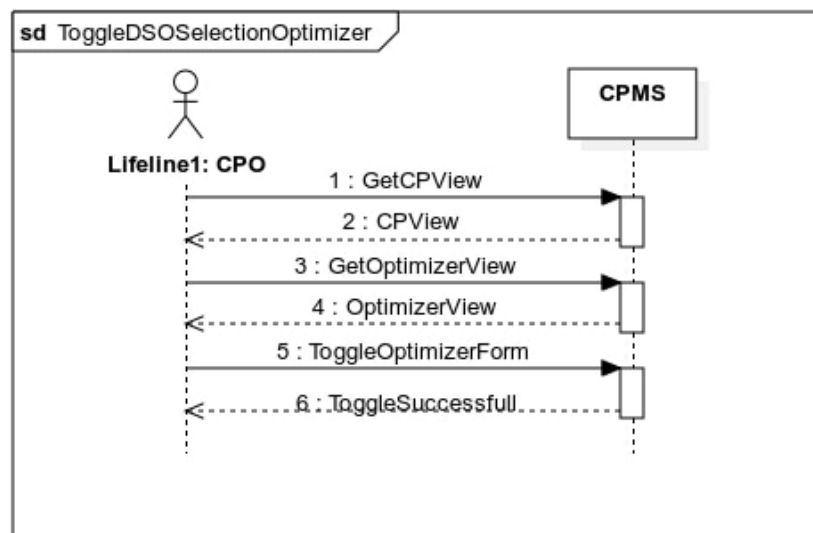 sd ToggleDSOSelectionOptimizer
CPMS
Lifeline1: CPO
1 : GetCPView
2 : CPView
3 : GetOptimizerView
4 : OptimizerView
5 : ToggleOptimizerForm
6 : ToggleSuccessfull